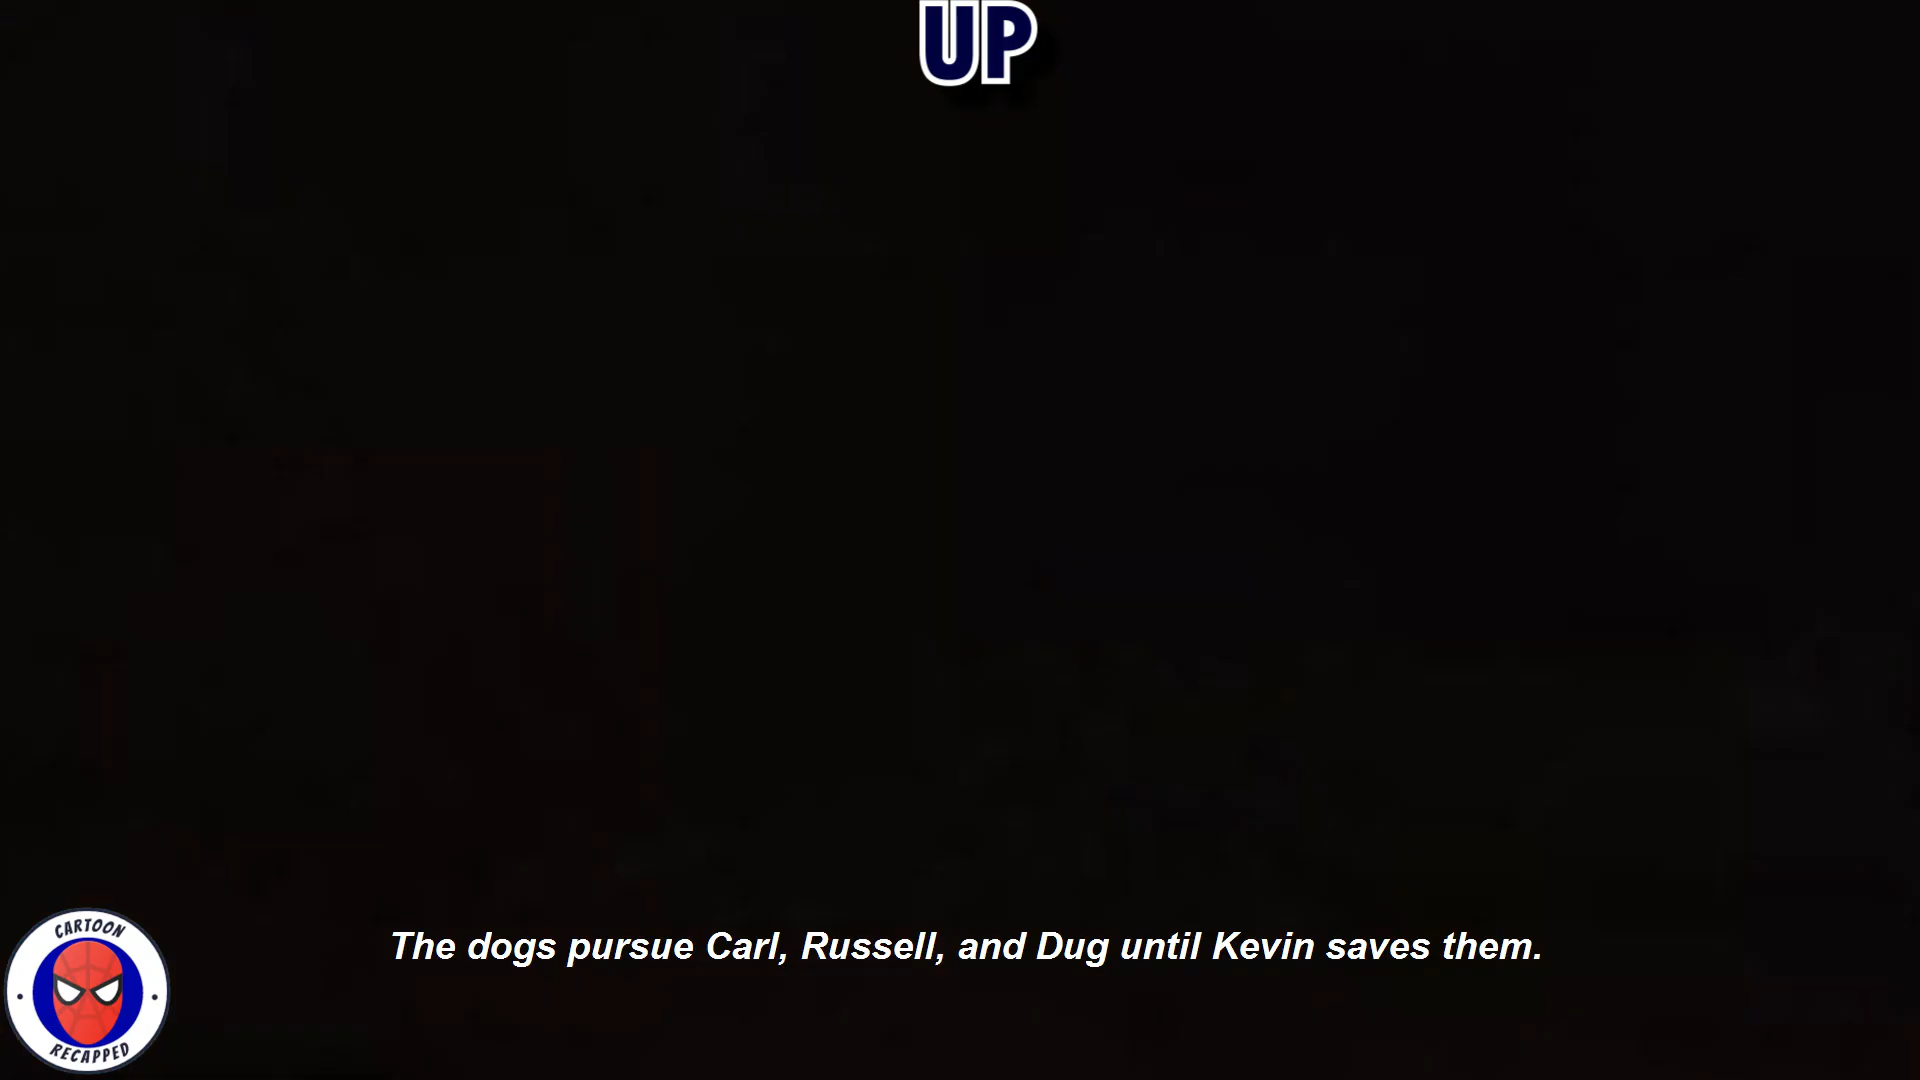 UP
The dogs pursue Carl, Russell, and Dug until Kevin saves them.
CARTOON
RECAPPED